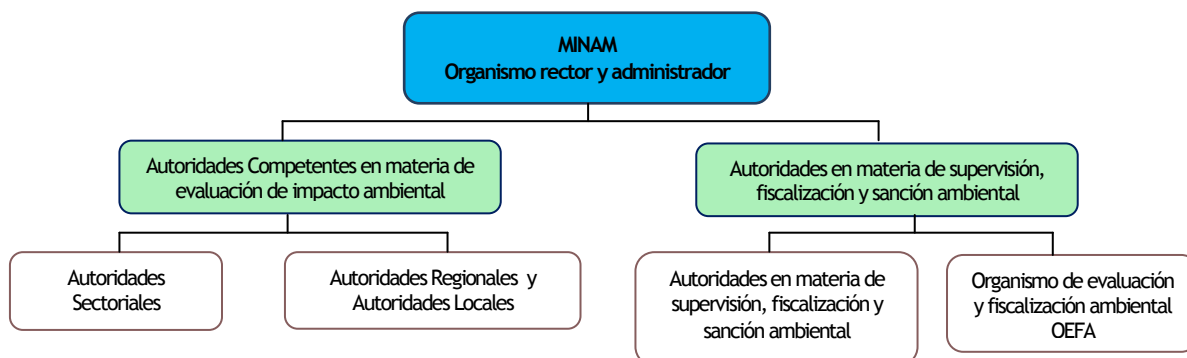 MINAM
Organismo rector y administrador
Autoridades Competentes en materia de
evaluación de impacto ambiental
Autoridades en materia de supervisión,
fiscalización y sanción ambiental
Autoridades
Sectoriales
Autoridades Regionales y
Autoridades Locales
Autoridades en materia de
supervisión, fiscalización y
sanción ambiental
Organismo de evaluación
y fiscalización ambiental
OEFA